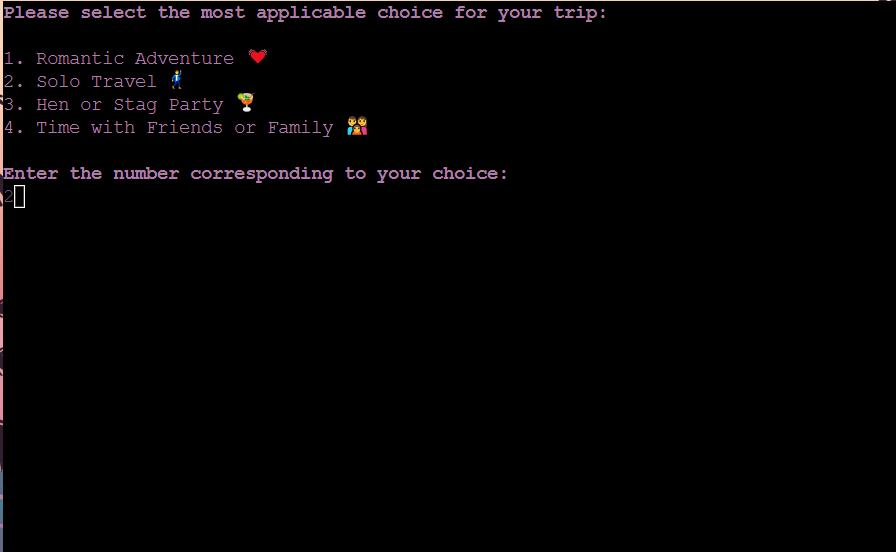 Please select the most applicable choice for your trip:
1. Romantic Adventure 💓
2. Solo Travel 🕺
3. Hen or Stag Party 🍹
4. Time with Friends or Family 👨‍👩‍👧‍👦
Enter the number corresponding to your choice:
2